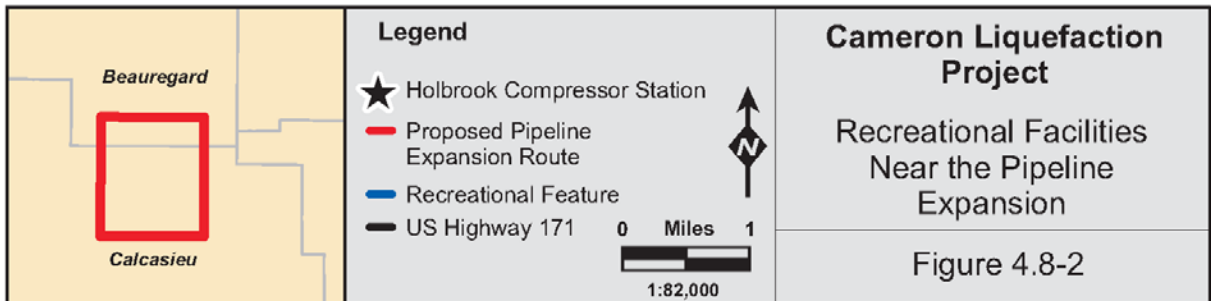 Beauregard
Calcasieu
Legend
Holbrook Compressor Station
Proposed Pipeline
Expansion Route
Recreational Feature
US Highway 171
N
0 Miles 1
1:82,000
Cameron Liquefaction
Project
Recreational Facilities
Near the Pipeline
Expansion
Figure 4.8-2